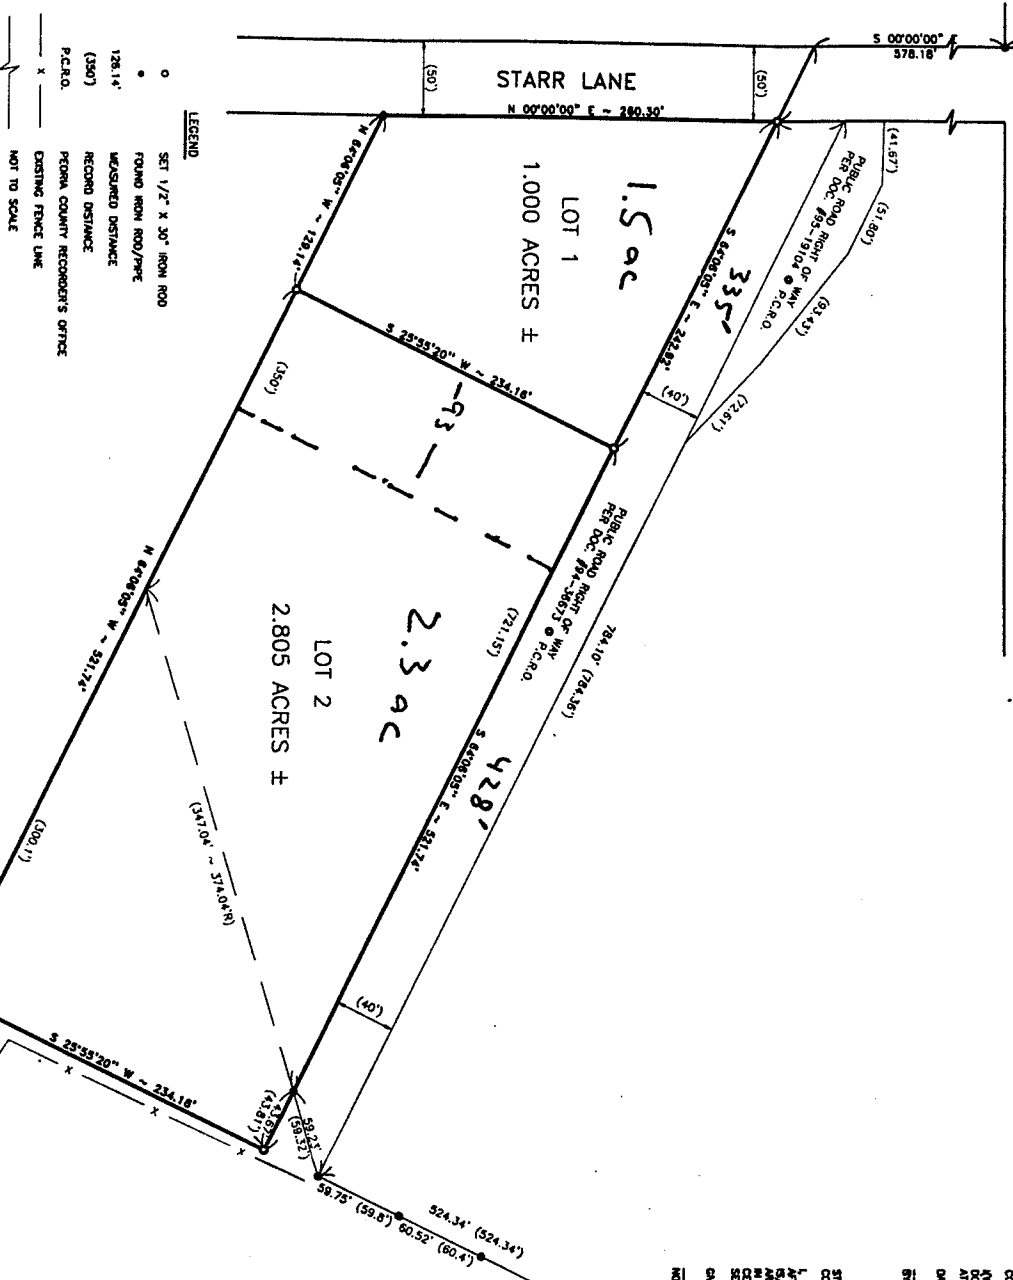 S 00°00'00" E
578.18'
(50')
STARR LANE
(50')
N 00°00'00" E ~ 260.30'
(41.67')
(51.80')
PUBLIC ROAD RIGHT OF WAY
PER DOC. #95-19104 @ P.C.R.O.
(93.43')
(72.61')
N 64°06'05" W ~ 129.14'
LOT 1
1.000 ACRES ±
1.5 ac
S 64°06'05" E ~ 242.92'
335'
(40')
S 25°55'20" W ~ 234.16'
-93-
(350')
PUBLIC ROAD RIGHT OF WAY
PER DOC. #94-36673 @ P.C.R.O.
(721.15')
784.10' (784.36')
2.3 ac
LOT 2
2.805 ACRES ±
N 64°06'05" W ~ 521.74'
S 64°06'05" E ~ 521.74'
428'
(347.04' ~ 374.04'R)
(300.1')
(40')
S 25°55'20" W ~ 234.16'
43.67'
(43.81')
59.23'
(59.32')
59.75' (59.8')
60.52' (60.4')
524.34' (524.34')
LEGEND
SET 1/2" X 30" IRON ROD
FOUND IRON ROD/PIPE
126.14' MEASURED DISTANCE
(350') RECORD DISTANCE
P.C.R.O. PEORIA COUNTY RECORDER'S OFFICE
x EXISTING FENCE LINE
NOT TO SCALE